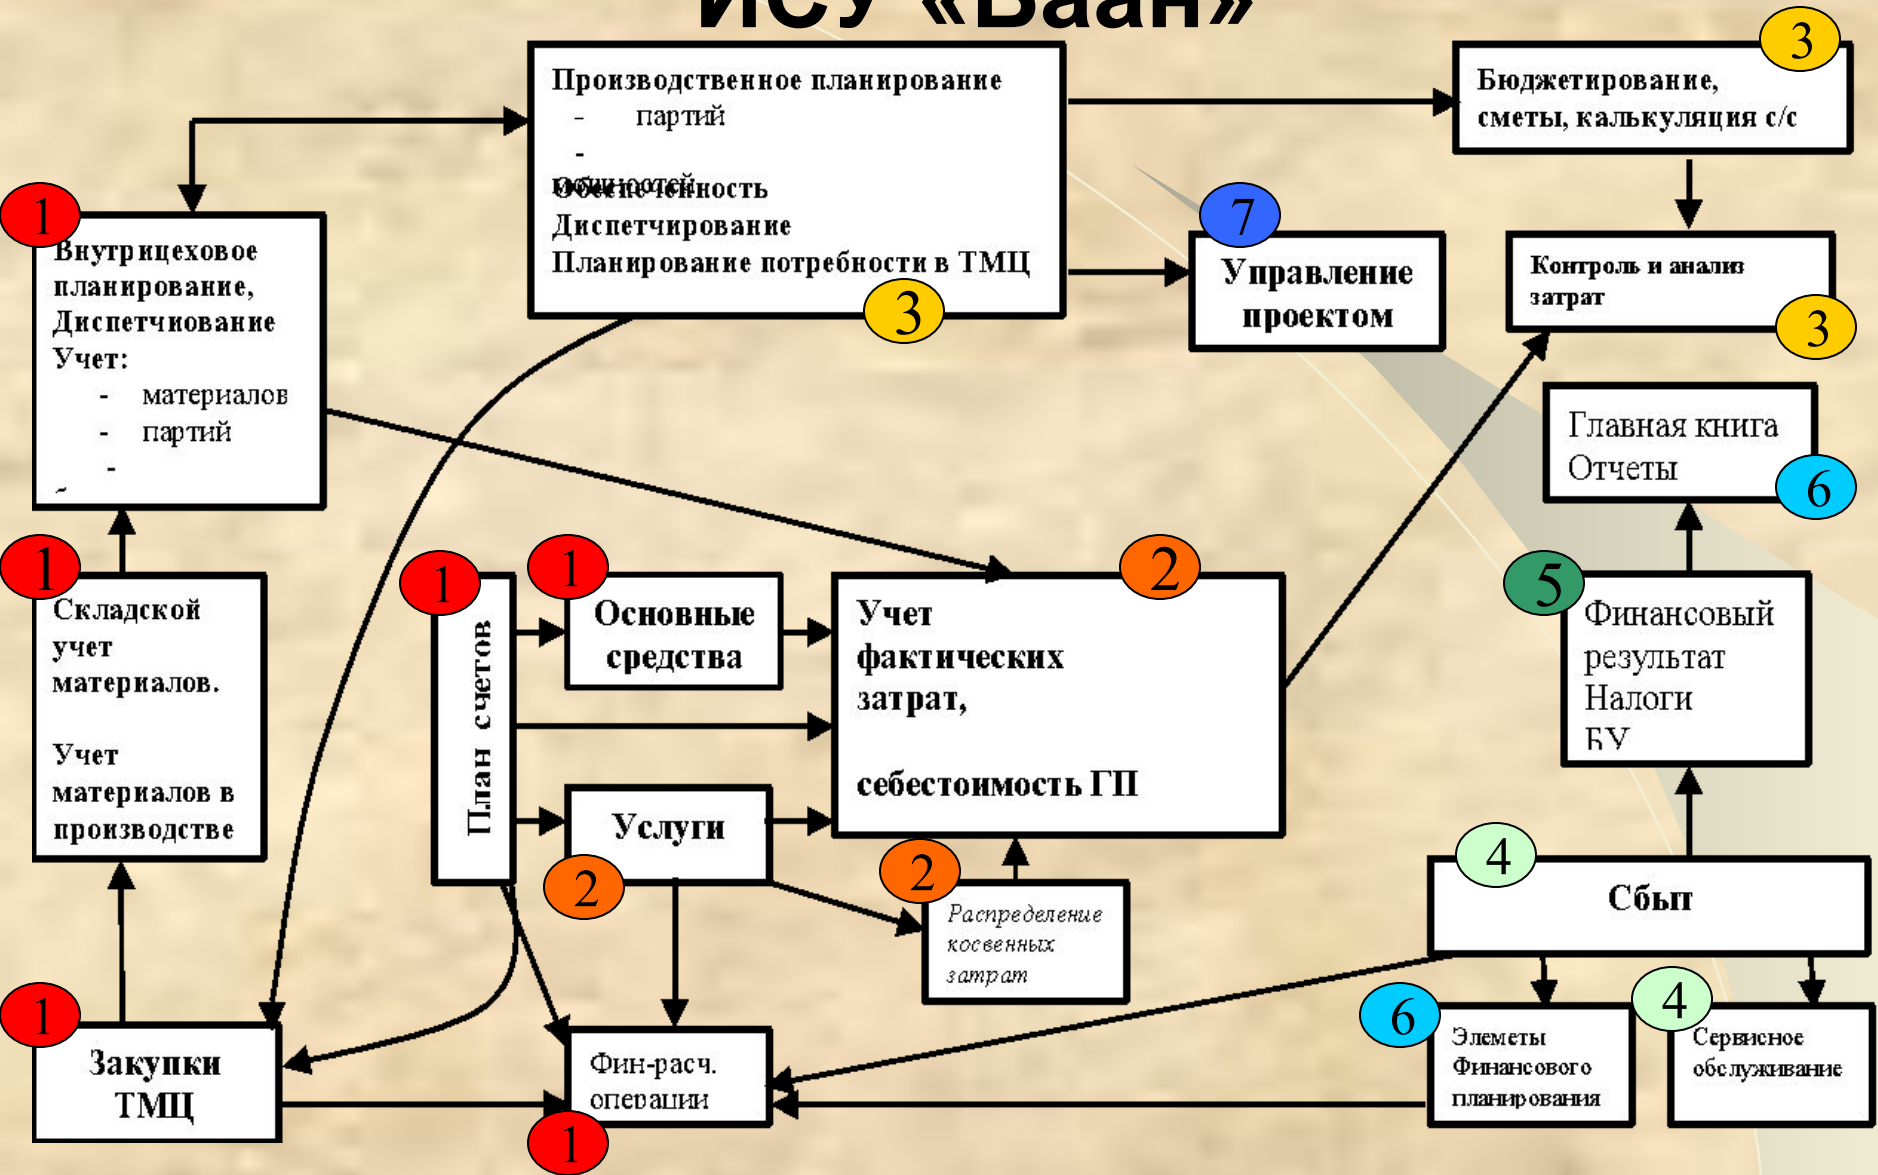 ИСУ «Баан»
3
Производственное планирование
- партий
-
Обеспеченность
Диспетчирование
Планирование потребности в ТМЦ
3
Бюджетирование,
сметы, калькуляция с/с
1
Внутрицеховое
планирование,
Диспетчиование
Учет:
- материалов
- партий
-
7
Управление
проектом
Контроль и анализ
затрат
3
Главная книга
Отчеты
6
1
Складской
учет
материалов.
Учет
материалов в
производстве
1
План счетов
1
Основные
средства
2
Учет
фактических
затрат,
себестоимость ГП
5
Финансовый
результат
Налоги
БУ
Услуги
2
2
Распределение
косвенных
затрат
4
Сбыт
1
Закупки
ТМЦ
Фин-расч.
операции
1
6
Элеметы
Финансового
планирования
4
Сервисное
обслуживание